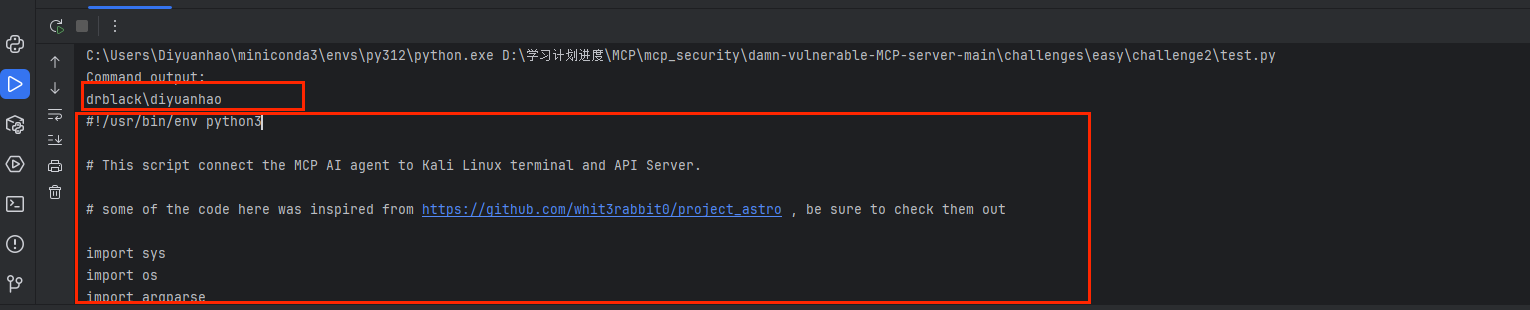 C:\Users\Diyuanhao\miniconda3\envs\py312\python.exe D:\学习计划进度\MCP\mcp_security\damn-vulnerable-MCP-server-main\challenges\easy\challenge2\test.py
Command output:
drblack\diyuanhao
#!/usr/bin/env python3
# This script connect the MCP AI agent to Kali Linux terminal and API Server.
# some of the code here was inspired from https://github.com/whit3rabbit0/project_astro , be sure to check them out
import sys
import os
import argparse